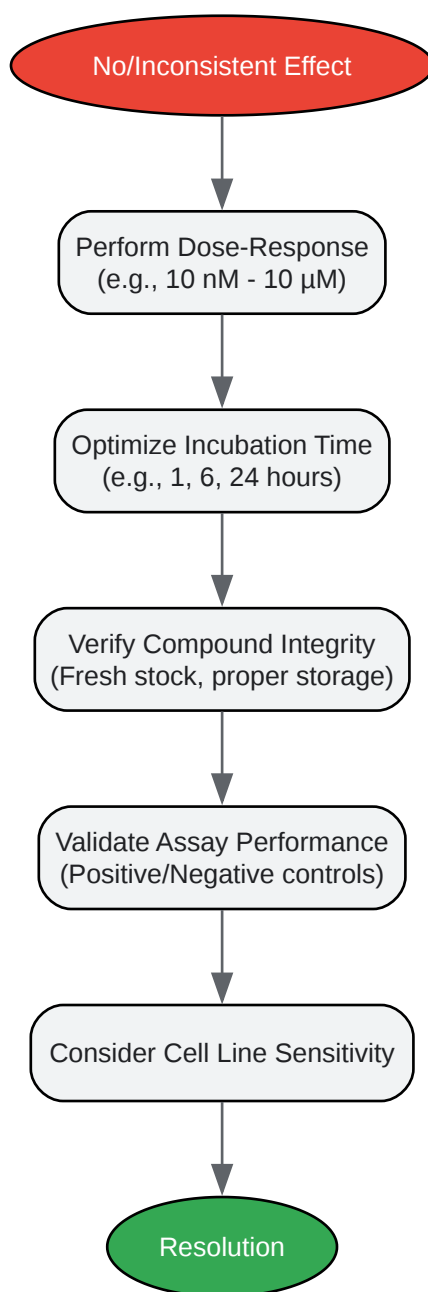 No/Inconsistent Effect
Perform Dose-Response
(e.g., 10 nM - 10 µM)
Optimize Incubation Time
(e.g., 1, 6, 24 hours)
Verify Compound Integrity
(Fresh stock, proper storage)
Validate Assay Performance
(Positive/Negative controls)
Consider Cell Line Sensitivity
Resolution